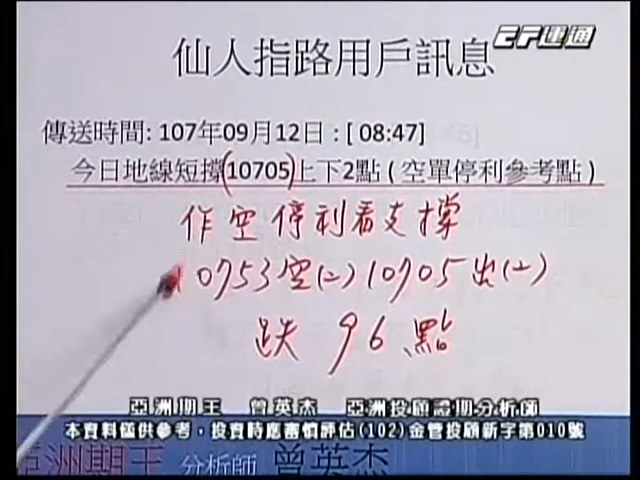 仙人指路用戶訊息
傳送時間: 107年09月12日 : [ 08:47]
今日地線短撐(10705)上下2點 ( 空單停利參考點 )
作空停利看支撐
10753空(二) 10705出(二)
跌 96 點
亞洲期王 曾英杰 亞洲投顧證期分析師
本資料僅供參考，投資時應審慎評估(102)金管投顧新字第010號
亞洲期王 分析師 曾英杰